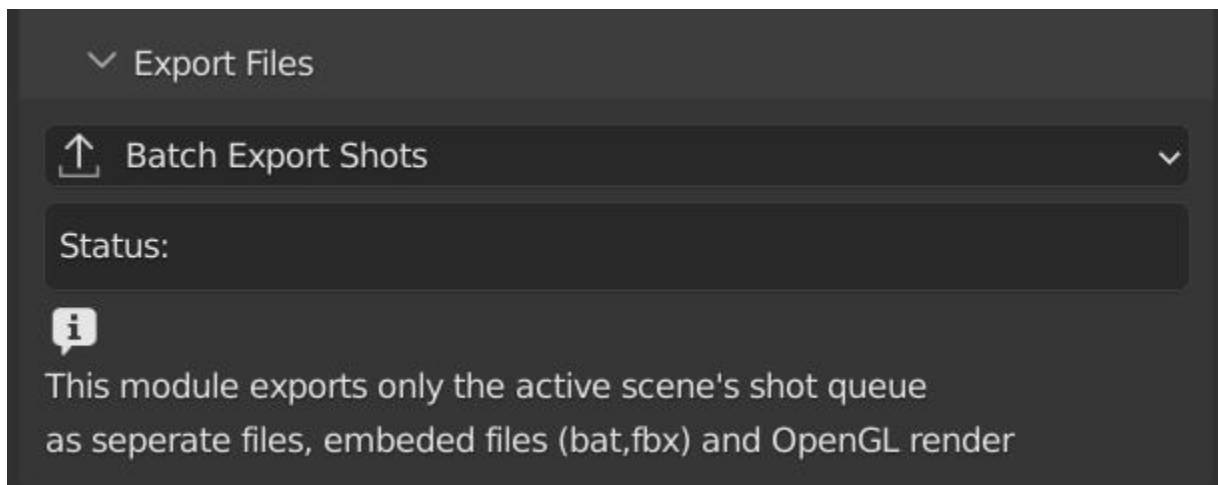 Export Files
Batch Export Shots
Status:
This module exports only the active scene's shot queue
as seperate files, embeded files (bat,fbx) and OpenGL render